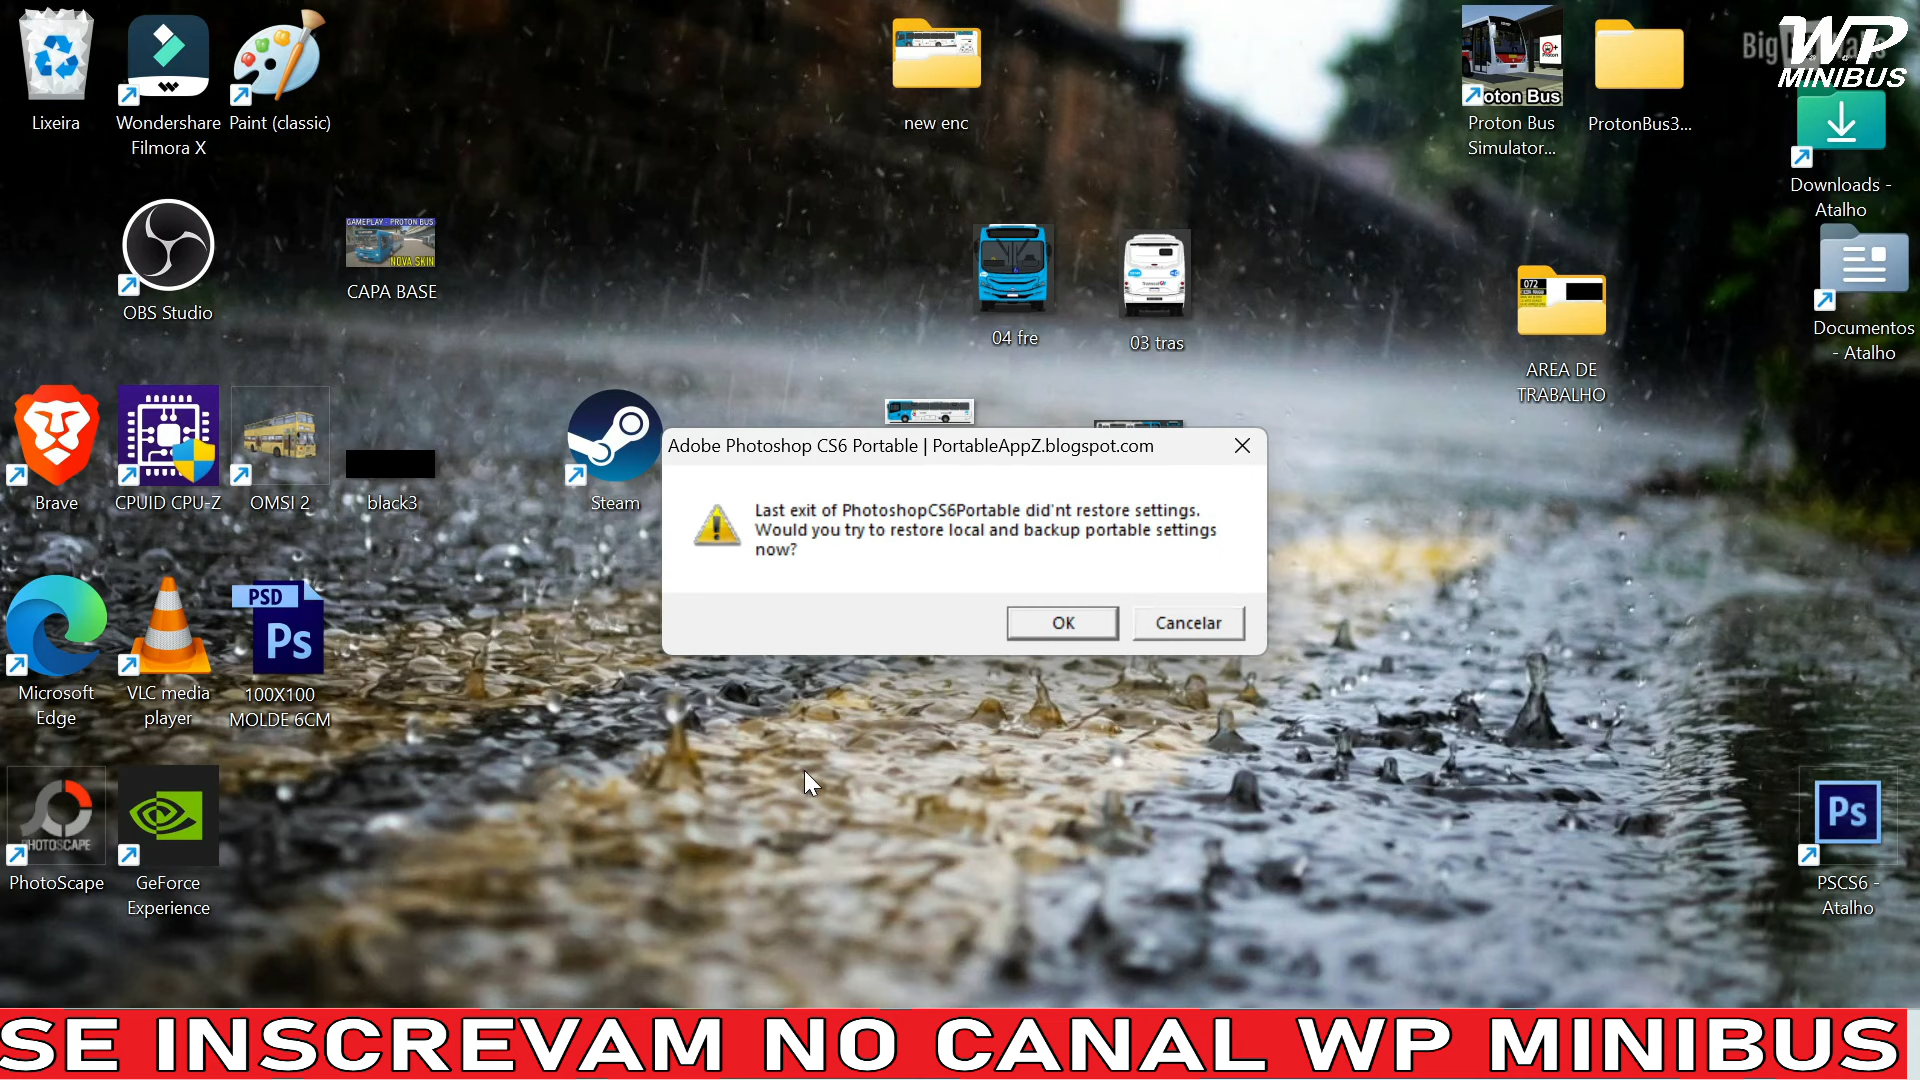 Lixeira
Wondershare
Filmora X
Paint (classic)
new enc
oton Bus
Proton Bus
Simulator...
ProtonBus3...
WP
MINIBUS
Downloads -
Atalho
OBS Studio
GAMEPLAY - PROTON BUS
NOVA SKIN
CAPA BASE
04 fre
03 tras
072
AREA DE
TRABALHO
Documentos
- Atalho
Brave
CPUID CPU-Z
OMSI 2
black3
Steam
Adobe Photoshop CS6 Portable | PortableAppZ.blogspot.com
Last exit of PhotoshopCS6Portable did'nt restore settings.
Would you try to restore local and backup portable settings
now?
OK
Cancelar
Microsoft
Edge
VLC media
player
PSD
Ps
100X100
MOLDE 6CM
PHOTOSCAPE
PhotoScape
GeForce
Experience
Ps
PSCS6 -
Atalho
SE INSCREVAM NO CANAL WP MINIBUS